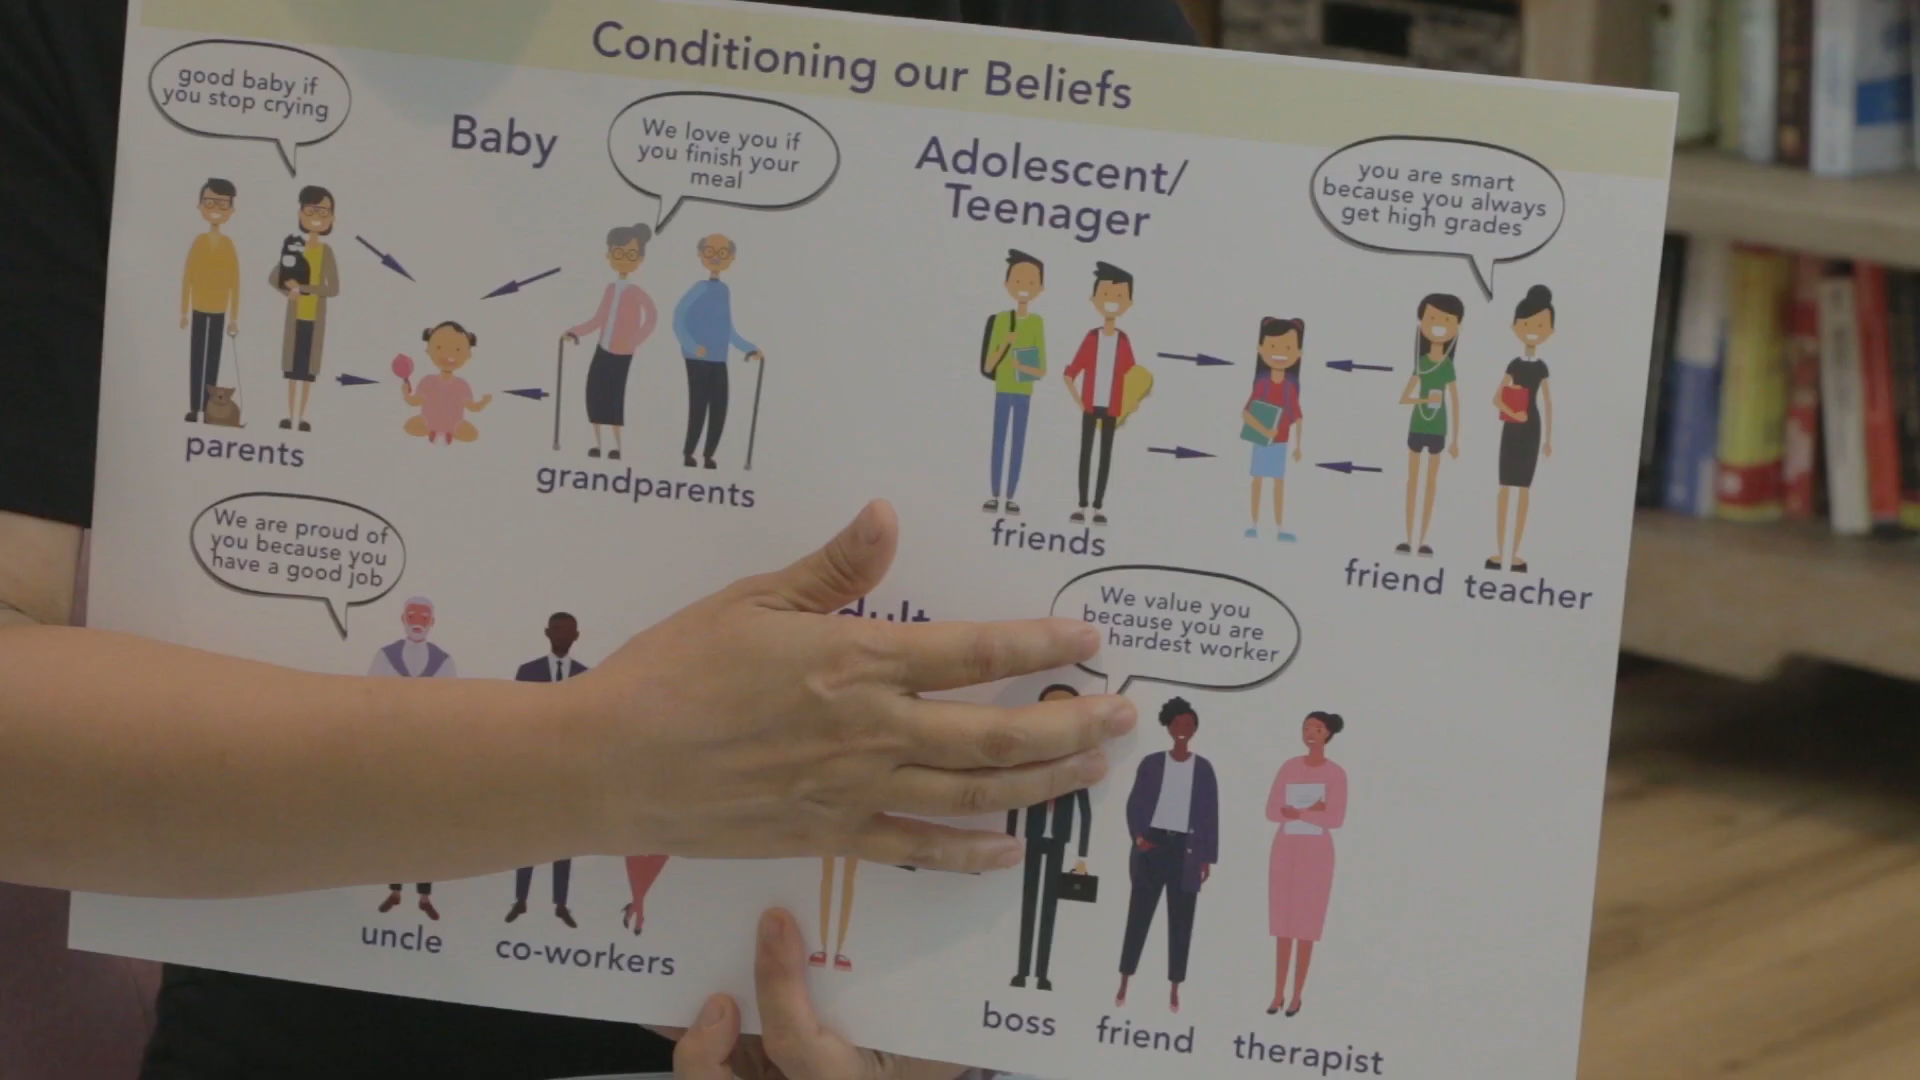 Conditioning our Beliefs
good baby if
you stop crying
Baby
We love you if
you finish your
meal
parents
grandparents
Adolescent/
Teenager
you are smart
because you always
get high grades
friends
friend teacher
We are proud of
you because you
have a good job
We value you
because you are
hardest worker
uncle
co-workers
boss
friend
therapist